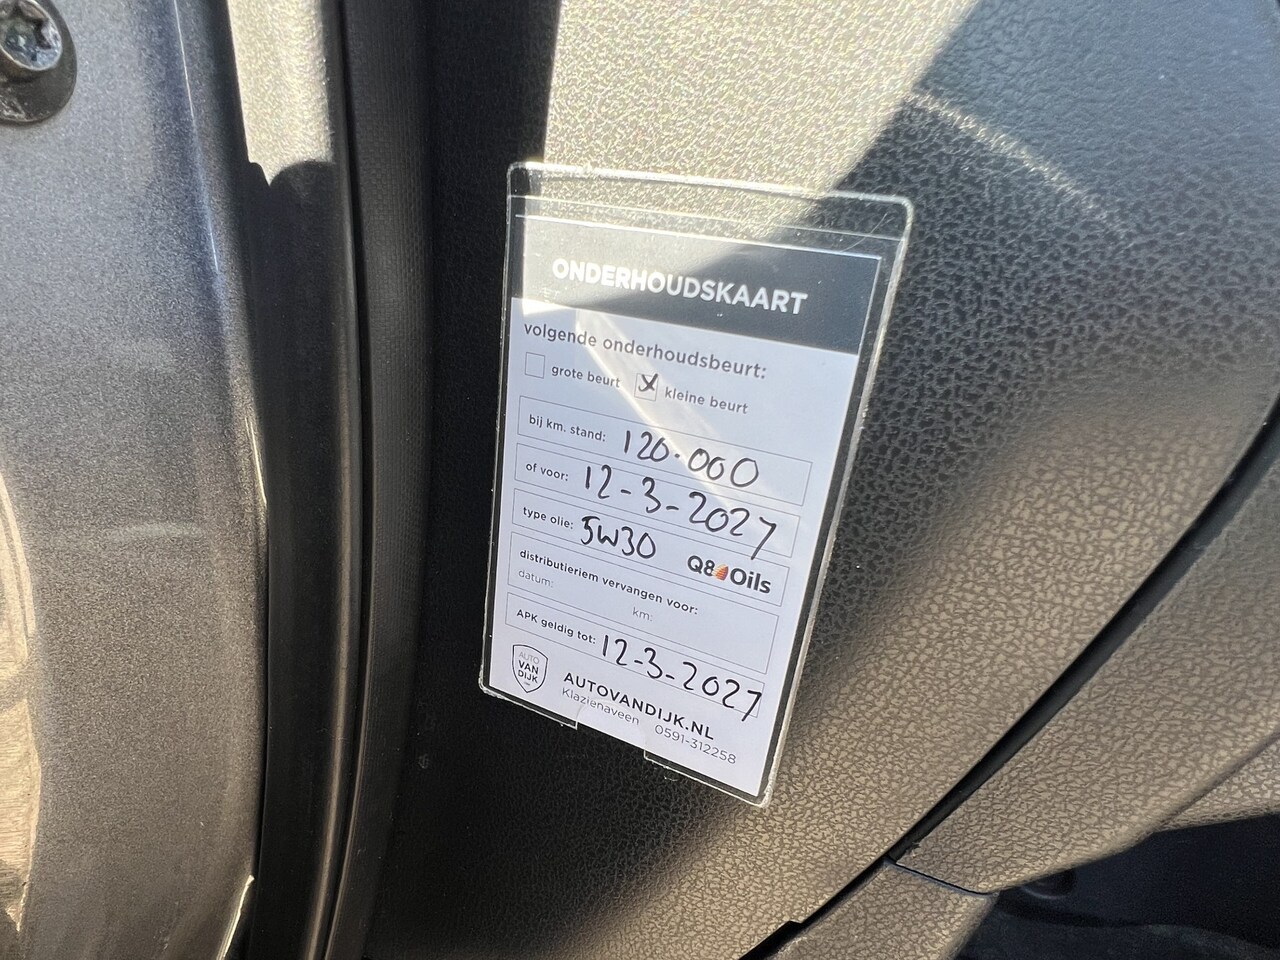 ONDERHOUDSKAART
volgende onderhoudsbeurt:
grote beurt kleine beurt
bij km. stand: 120.000
of voor: 12-3-2027
type olie: 5W30 Q8 Oils
distributieriem vervangen voor:
datum: km:
APK geldig tot: 12-3-2027
AUTO
VAN
DIJK
AUTOVANDIJK.NL
Klazienaveen 0591-312258